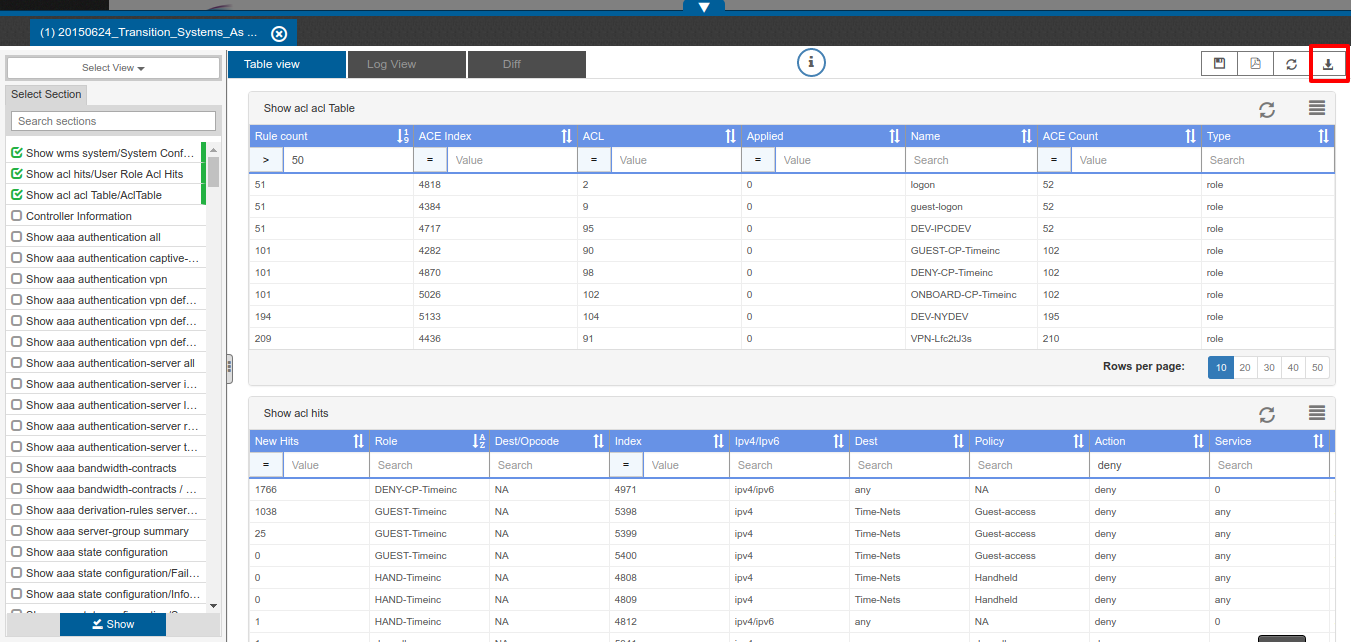 (1) 20150624_Transition_Systems_As ...
Select View
Table view
Log View
Diff
i
Select Section
Search sections
Show wms system/System Conf...
Show acl hits/User Role Acl Hits
Show acl acl Table/AclTable
Controller Information
Show aaa authentication all
Show aaa authentication captive-...
Show aaa authentication vpn
Show aaa authentication vpn def...
Show aaa authentication vpn def...
Show aaa authentication vpn def...
Show aaa authentication-server all
Show aaa authentication-server i...
Show aaa authentication-server l...
Show aaa authentication-server r...
Show aaa authentication-server t...
Show aaa bandwidth-contracts
Show aaa bandwidth-contracts / ...
Show aaa derivation-rules server...
Show aaa server-group summary
Show aaa state configuration
Show aaa state configuration/Fail...
Show aaa state configuration/Info...
Show
Show acl acl Table
Rule count ACE Index ACL Applied Name ACE Count Type
> 50 = Value = Value = Value Search = Value Search
51 4818 2 0 logon 52 role
51 4384 9 0 guest-logon 52 role
51 4717 95 0 DEV-IPCDEV 52 role
101 4282 90 0 GUEST-CP-Timeinc 102 role
101 4870 98 0 DENY-CP-Timeinc 102 role
101 5026 102 0 ONBOARD-CP-Timeinc 102 role
194 5133 104 0 DEV-NYDEV 195 role
209 4436 91 0 VPN-Lfc2tJ3s 210 role
Rows per page: 10 20 30 40 50
Show acl hits
New Hits Role Dest/Opcode Index Ipv4/Ipv6 Dest Policy Action Service
= Value Search Search = Value Search Search Search deny Search
1766 DENY-CP-Timeinc NA 4971 ipv4/ipv6 any NA deny 0
1038 GUEST-Timeinc NA 5398 ipv4 Time-Nets Guest-access deny any
25 GUEST-Timeinc NA 5399 ipv4 Time-Nets Guest-access deny any
0 GUEST-Timeinc NA 5400 ipv4 Time-Nets Guest-access deny any
0 HAND-Timeinc NA 4808 ipv4 Time-Nets Handheld deny any
0 HAND-Timeinc NA 4809 ipv4 Time-Nets Handheld deny any
1 HAND-Timeinc NA 4812 ipv4/ipv6 any NA deny 0